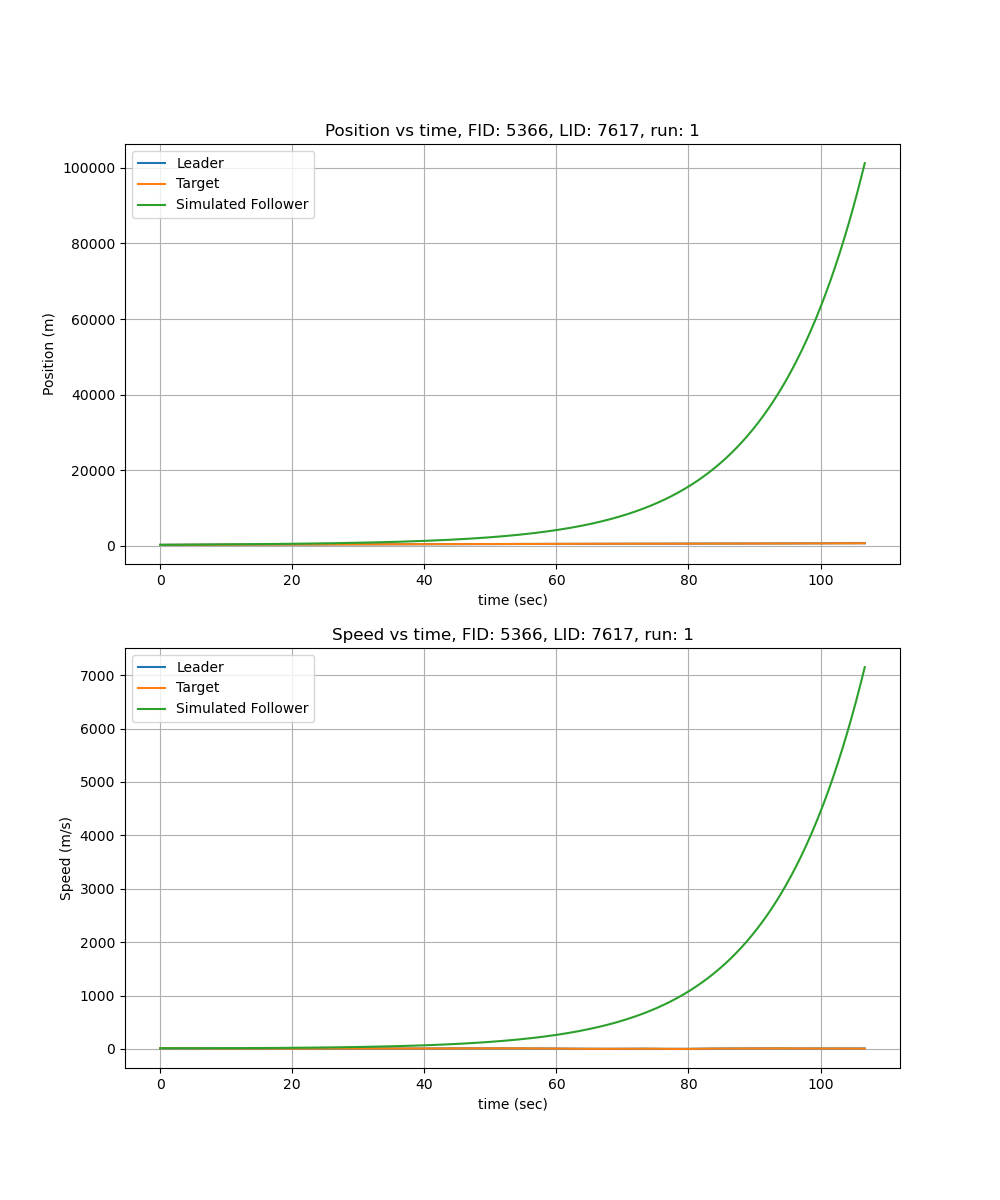 Position vs time, FID: 5366, LID: 7617, run: 1
Leader
Target
Simulated Follower
100000
80000
60000
40000
20000
0
Position (m)
0 20 40 60 80 100
time (sec)
Speed vs time, FID: 5366, LID: 7617, run: 1
Leader
Target
Simulated Follower
7000
6000
5000
4000
3000
2000
1000
0
Speed (m/s)
0 20 40 60 80 100
time (sec)